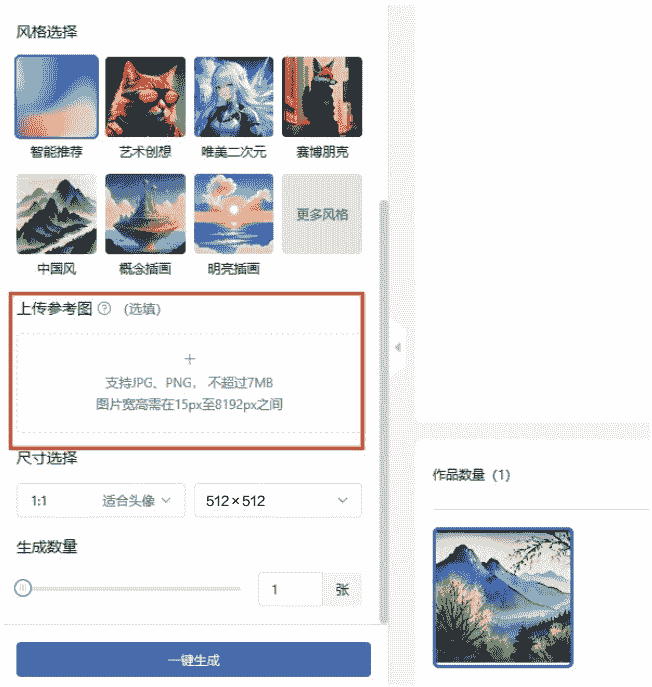 风格选择
智能推荐 艺术创想 唯美二次元 赛博朋克
更多风格
中国风 概念插画 明亮插画
上传参考图 ? (选填)
+
支持JPG、PNG, 不超过7MB
图片宽高需在15px至8192px之间
尺寸选择
1:1 适合头像 512×512
生成数量
1 张
一键生成
作品数量 (1)